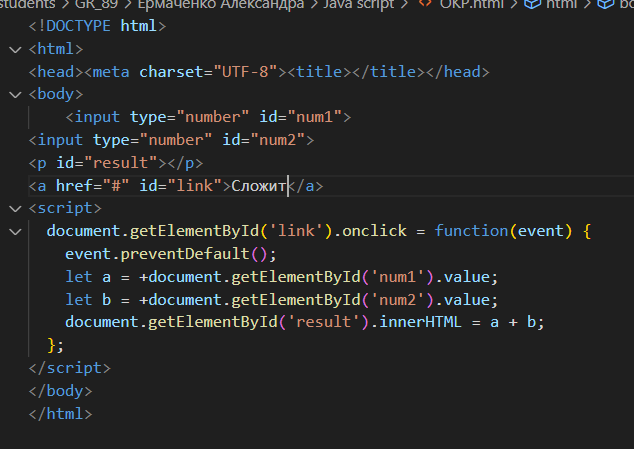 students > GR_89 > Ермаченко Александра > Java script > <> OKP.html > html > bo
<!DOCTYPE html>
<html>
<head><meta charset="UTF-8"><title></title></head>
<body>
    <input type="number" id="num1">
<input type="number" id="num2">
<p id="result"></p>
<a href="#" id="link">Сложит</a>
<script>
  document.getElementById('link').onclick = function(event) {
    event.preventDefault();
    let a = +document.getElementById('num1').value;
    let b = +document.getElementById('num2').value;
    document.getElementById('result').innerHTML = a + b;
  };
</script>
</body>
</html>